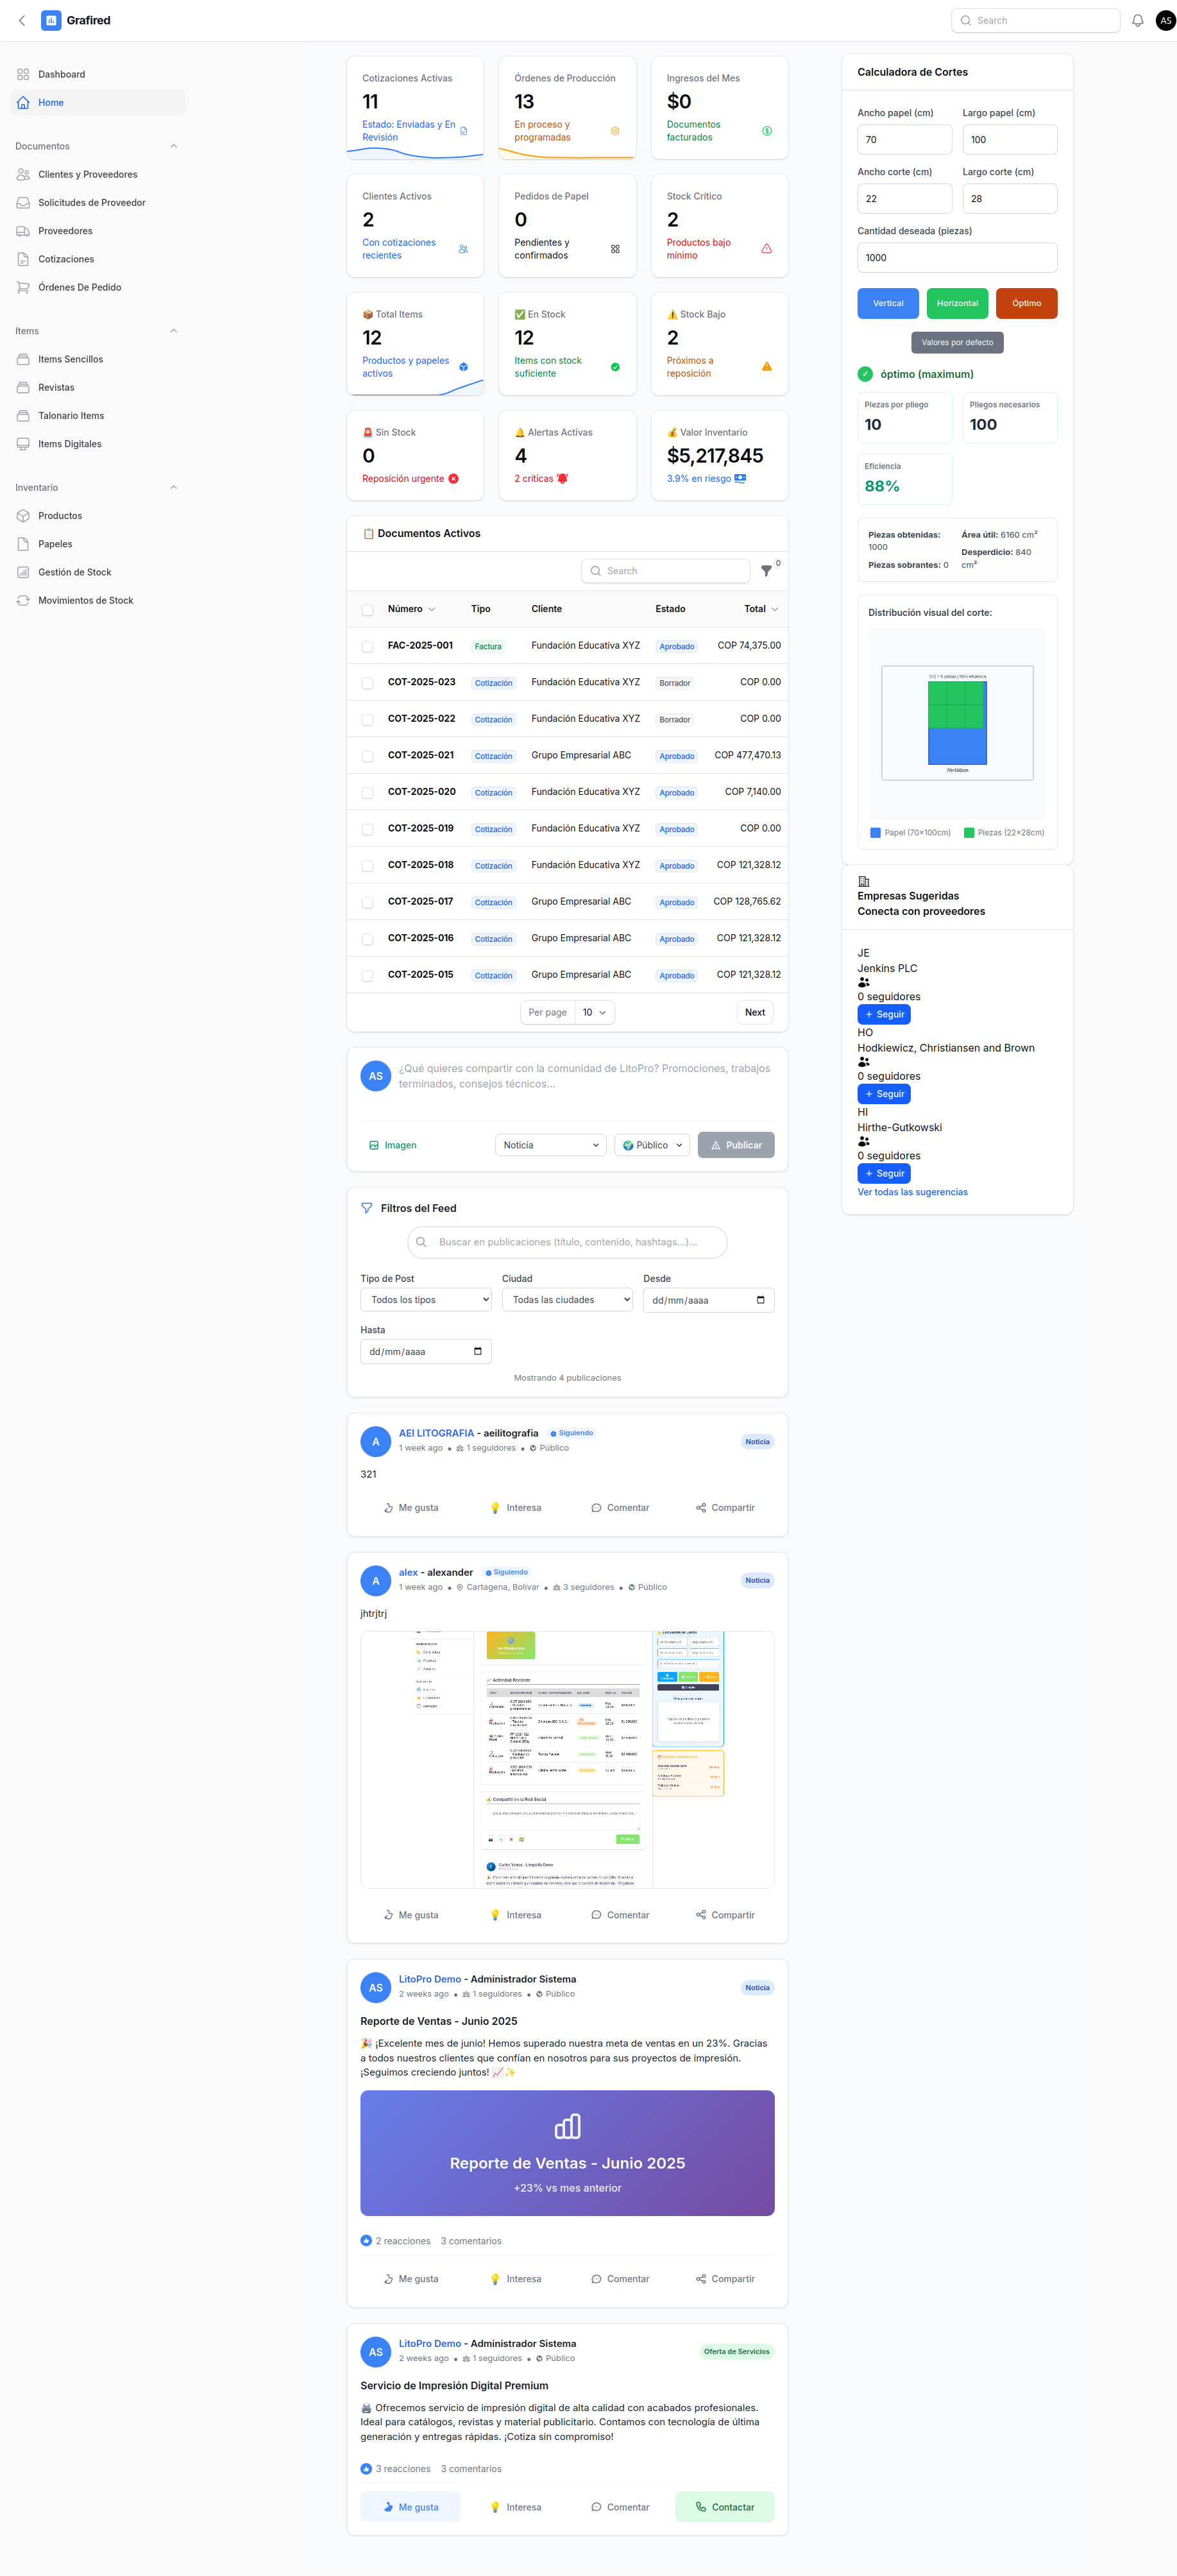 Grafired
Search
AS
Dashboard
Home
Documentos
Clientes y Proveedores
Solicitudes de Proveedor
Proveedores
Cotizaciones
Órdenes De Pedido
Items
Items Sencillos
Revistas
Talonario Items
Items Digitales
Inventario
Productos
Papeles
Gestión de Stock
Movimientos de Stock
Cotizaciones Activas
11
Estado: Enviadas y En
Revisión
Órdenes de Producción
13
En proceso y
programadas
Ingresos del Mes
$0
Documentos
facturados
Clientes Activos
2
Con cotizaciones
recientes
Pedidos de Papel
0
Pendientes y
confirmados
Stock Crítico
2
Productos bajo
mínimo
📦 Total Items
12
Productos y papeles
activos
✅ En Stock
12
Items con stock
suficiente
⚠️ Stock Bajo
2
Próximos a
reposición
🚨 Sin Stock
0
Reposición urgente
🔔 Alertas Activas
4
2 críticas
💰 Valor Inventario
$5,217,845
3.9% en riesgo
📋 Documentos Activos
Search
0
Número Tipo Cliente Estado Total
FAC-2025-001 Factura Fundación Educativa XYZ Aprobado COP 74,375.00
COT-2025-023 Cotización Fundación Educativa XYZ Borrador COP 0.00
COT-2025-022 Cotización Fundación Educativa XYZ Borrador COP 0.00
COT-2025-021 Cotización Grupo Empresarial ABC Aprobado COP 477,470.13
COT-2025-020 Cotización Fundación Educativa XYZ Aprobado COP 7,140.00
COT-2025-019 Cotización Fundación Educativa XYZ Aprobado COP 0.00
COT-2025-018 Cotización Fundación Educativa XYZ Aprobado COP 121,328.12
COT-2025-017 Cotización Grupo Empresarial ABC Aprobado COP 128,765.62
COT-2025-016 Cotización Grupo Empresarial ABC Aprobado COP 121,328.12
COT-2025-015 Cotización Grupo Empresarial ABC Aprobado COP 121,328.12
Per page 10
Next
AS
¿Qué quieres compartir con la comunidad de LitoPro? Promociones, trabajos
terminados, consejos técnicos...
Imagen
Noticia
🌍 Público
Publicar
Filtros del Feed
Buscar en publicaciones (título, contenido, hashtags...)...
Tipo de Post
Todos los tipos
Ciudad
Todas las ciudades
Desde
dd/mm/aaaa
Hasta
dd/mm/aaaa
Mostrando 4 publicaciones
A
AEI LITOGRAFIA - aeilitografia Siguiendo
1 week ago • 1 seguidores • Público
Noticia
321
Me gusta 💡 Interesa Comentar Compartir
A
alex - alexander Siguiendo
1 week ago • Cartagena, Bolívar • 3 seguidores • Público
Noticia
jhtrjtrj
Actividad Reciente
Compartir en la Red Social
Me gusta 💡 Interesa Comentar Compartir
AS
LitoPro Demo - Administrador Sistema
2 weeks ago • 1 seguidores • Público
Noticia
Reporte de Ventas - Junio 2025
🎉 ¡Excelente mes de junio! Hemos superado nuestra meta de ventas en un 23%. Gracias
a todos nuestros clientes que confían en nosotros para sus proyectos de impresión.
¡Seguimos creciendo juntos! 📈✨
Reporte de Ventas - Junio 2025
+23% vs mes anterior
2 reacciones 3 comentarios
Me gusta 💡 Interesa Comentar Compartir
AS
LitoPro Demo - Administrador Sistema
2 weeks ago • 1 seguidores • Público
Oferta de Servicios
Servicio de Impresión Digital Premium
🖨️ Ofrecemos servicio de impresión digital de alta calidad con acabados profesionales.
Ideal para catálogos, revistas y material publicitario. Contamos con tecnología de última
generación y entregas rápidas. ¡Cotiza sin compromiso!
3 reacciones 3 comentarios
Me gusta 💡 Interesa Comentar Contactar
Calculadora de Cortes
Ancho papel (cm)
70
Largo papel (cm)
100
Ancho corte (cm)
22
Largo corte (cm)
28
Cantidad deseada (piezas)
1000
Vertical
Horizontal
Óptimo
Valores por defecto
✓ óptimo (maximum)
Piezas por pliego
10
Pliegos necesarios
100
Eficiencia
88%
Piezas obtenidas:
1000
Piezas sobrantes: 0
Área útil: 6160 cm²
Desperdicio: 840
cm²
Distribución visual del corte:
70×100cm
Papel (70×100cm)
Piezas (22×28cm)
Empresas Sugeridas
Conecta con proveedores
JE
Jenkins PLC
0 seguidores
+ Seguir
HO
Hodkiewicz, Christiansen and Brown
0 seguidores
+ Seguir
HI
Hirthe-Gutkowski
0 seguidores
+ Seguir
Ver todas las sugerencias